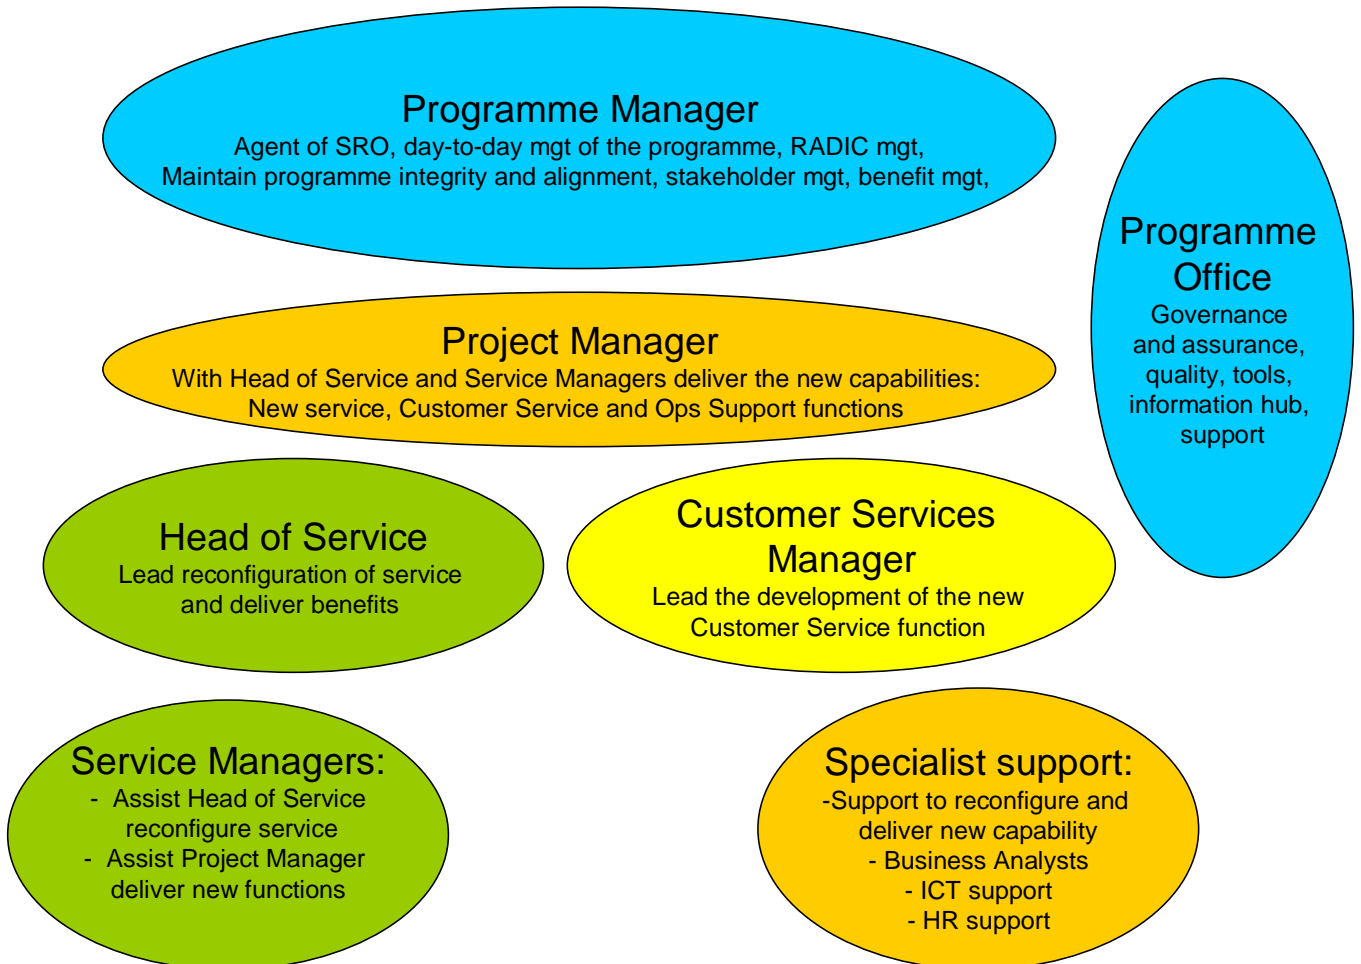 Programme Manager
Agent of SRO, day-to-day mgt of the programme, RADIC mgt,
Maintain programme integrity and alignment, stakeholder mgt, benefit mgt,
Programme
Office
Governance
and assurance,
quality, tools,
information hub,
support
Project Manager
With Head of Service and Service Managers deliver the new capabilities:
New service, Customer Service and Ops Support functions
Head of Service
Lead reconfiguration of service
and deliver benefits
Customer Services
Manager
Lead the development of the new
Customer Service function
Service Managers:
- Assist Head of Service
reconfigure service
- Assist Project Manager
deliver new functions
Specialist support:
-Support to reconfigure and
deliver new capability
- Business Analysts
- ICT support
- HR support